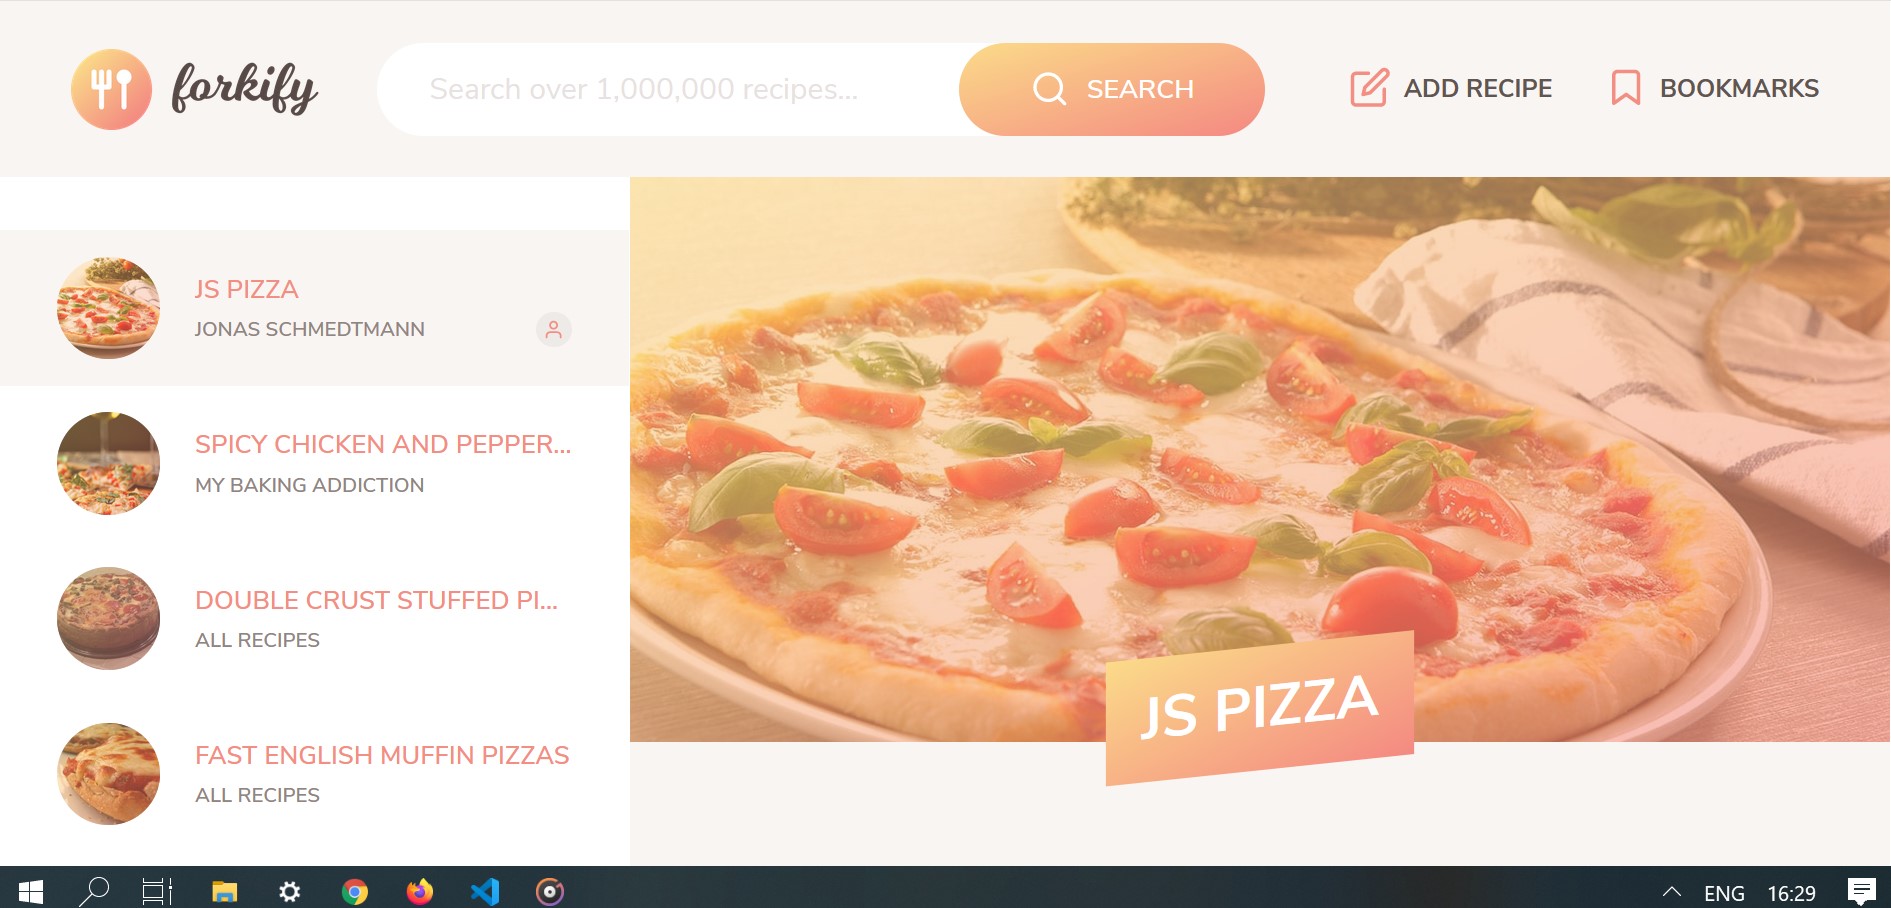 forkify
Search over 1,000,000 recipes...
SEARCH
ADD RECIPE
BOOKMARKS
JS PIZZA
JONAS SCHMEDTMANN
SPICY CHICKEN AND PEPPER...
MY BAKING ADDICTION
DOUBLE CRUST STUFFED PI...
ALL RECIPES
FAST ENGLISH MUFFIN PIZZAS
ALL RECIPES
JS PIZZA
ENG
16:29